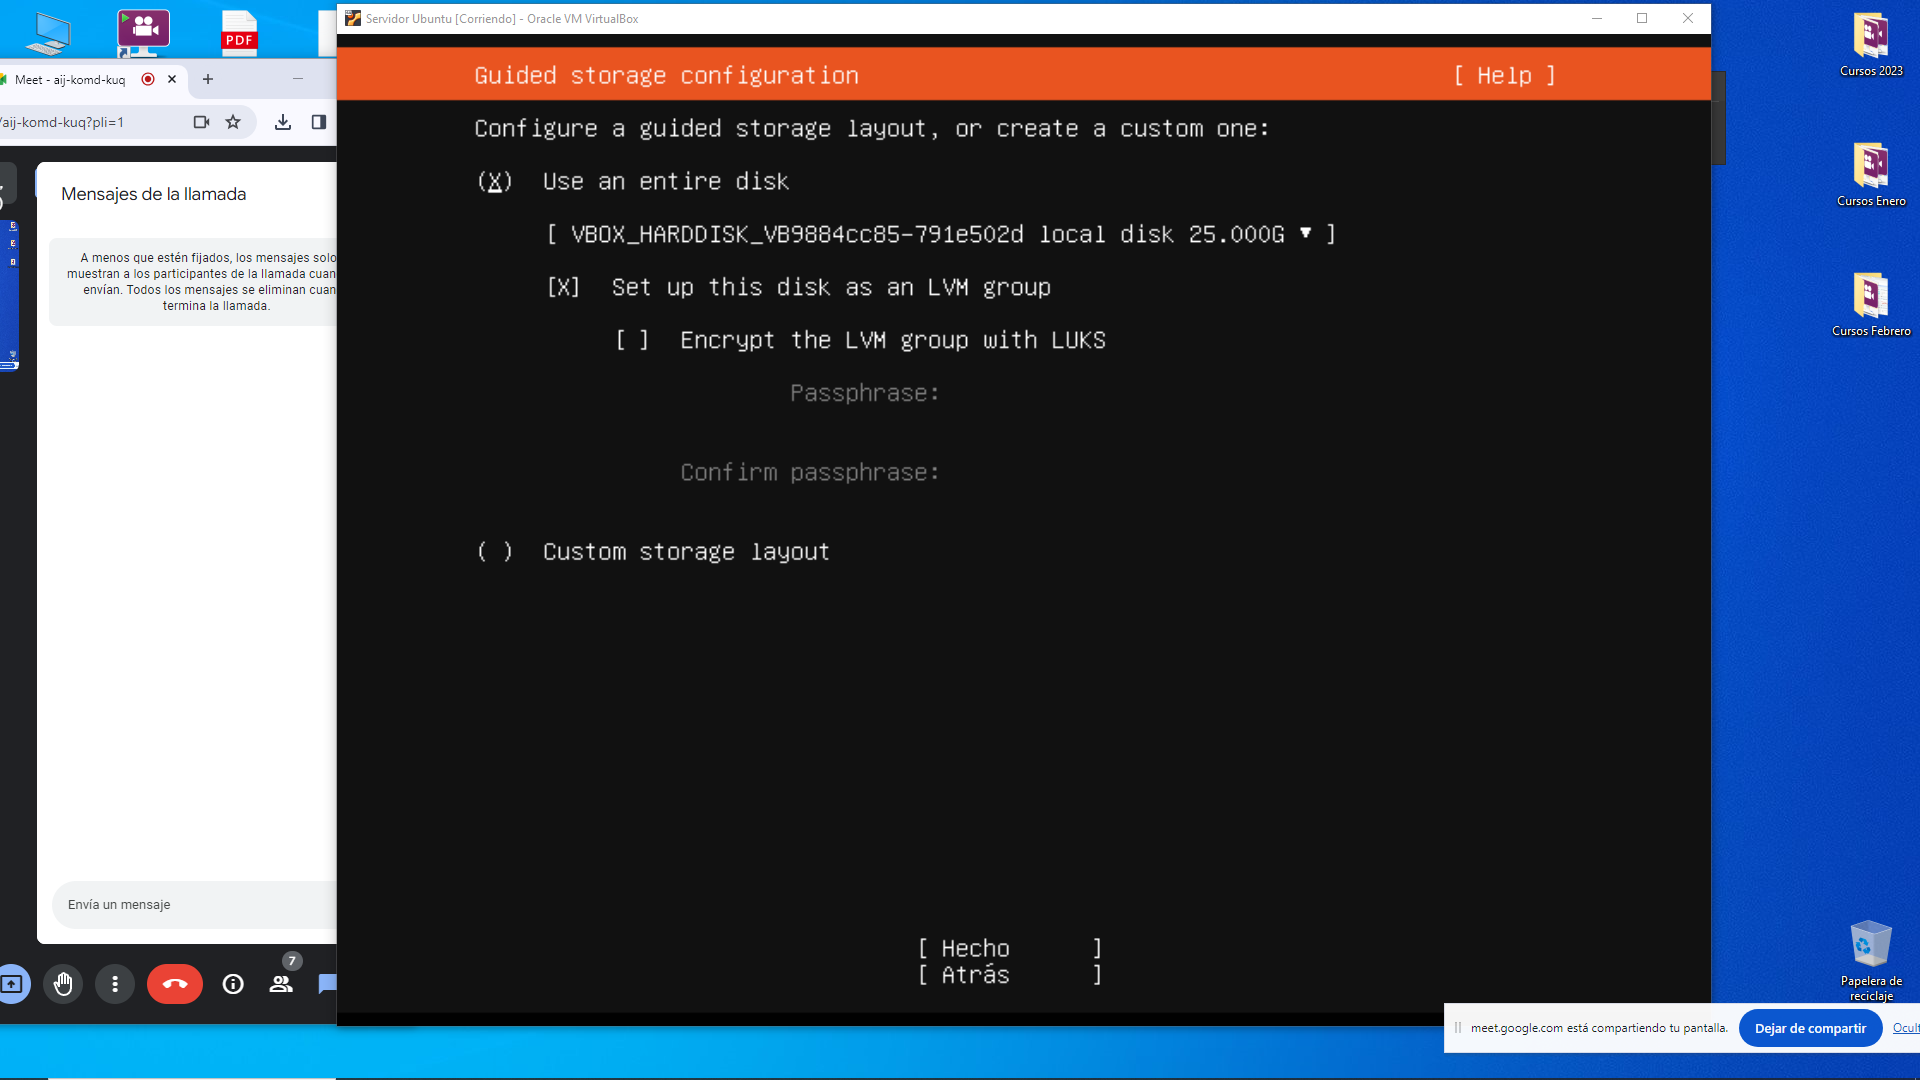 Servidor Ubuntu [Corriendo] - Oracle VM VirtualBox
Guided storage configuration
[ Help ]
Configure a guided storage layout, or create a custom one:
(X) Use an entire disk
[ VBOX_HARDDISK_VB9884cc85-791e502d local disk 25.000G ▾ ]
[X] Set up this disk as an LVM group
[ ] Encrypt the LVM group with LUKS
Passphrase:
Confirm passphrase:
( ) Custom storage layout
[ Hecho ]
[ Atrás ]
PDF
Meet - aij-komd-kuq
/aij-komd-kuq?pli=1
Mensajes de la llamada
A menos que estén fijados, los mensajes solo
muestran a los participantes de la llamada cuan
envían. Todos los mensajes se eliminan cuan
termina la llamada.
Envía un mensaje
7
Cursos 2023
Cursos Enero
Cursos Febrero
Papelera de
reciclaje
meet.google.com está compartiendo tu pantalla.
Dejar de compartir
Ocult